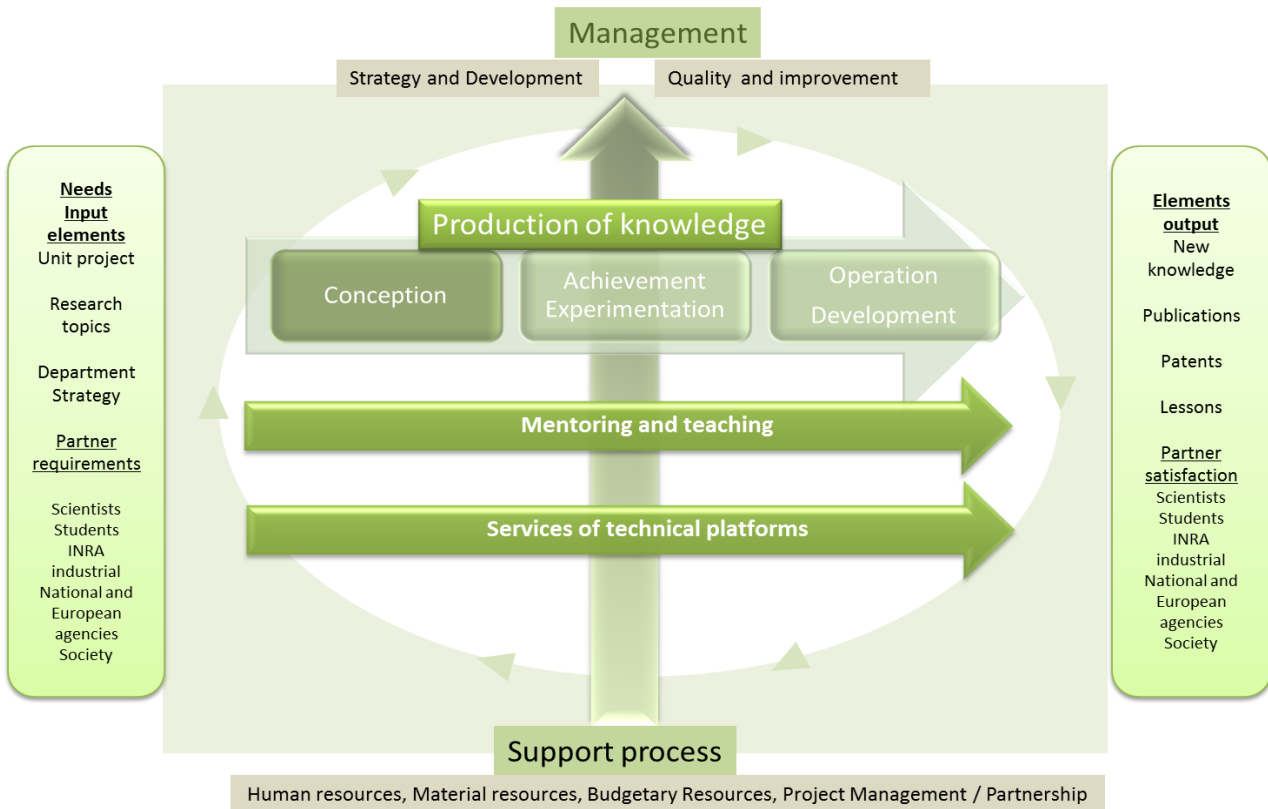 Management
Strategy and Development
Quality and improvement
Needs
Input
elements
Unit project
Research
topics
Department
Strategy
Partner
requirements
Scientists
Students
INRA
industrial
National and
European
agencies
Society
Production of knowledge
Conception
Achievement
Experimentation
Operation
Development
Mentoring and teaching
Services of technical platforms
Elements
output
New
knowledge
Publications
Patents
Lessons
Partner
satisfaction
Scientists
Students
INRA
industrial
National and
European
agencies
Society
Support process
Human resources, Material resources, Budgetary Resources, Project Management / Partnership